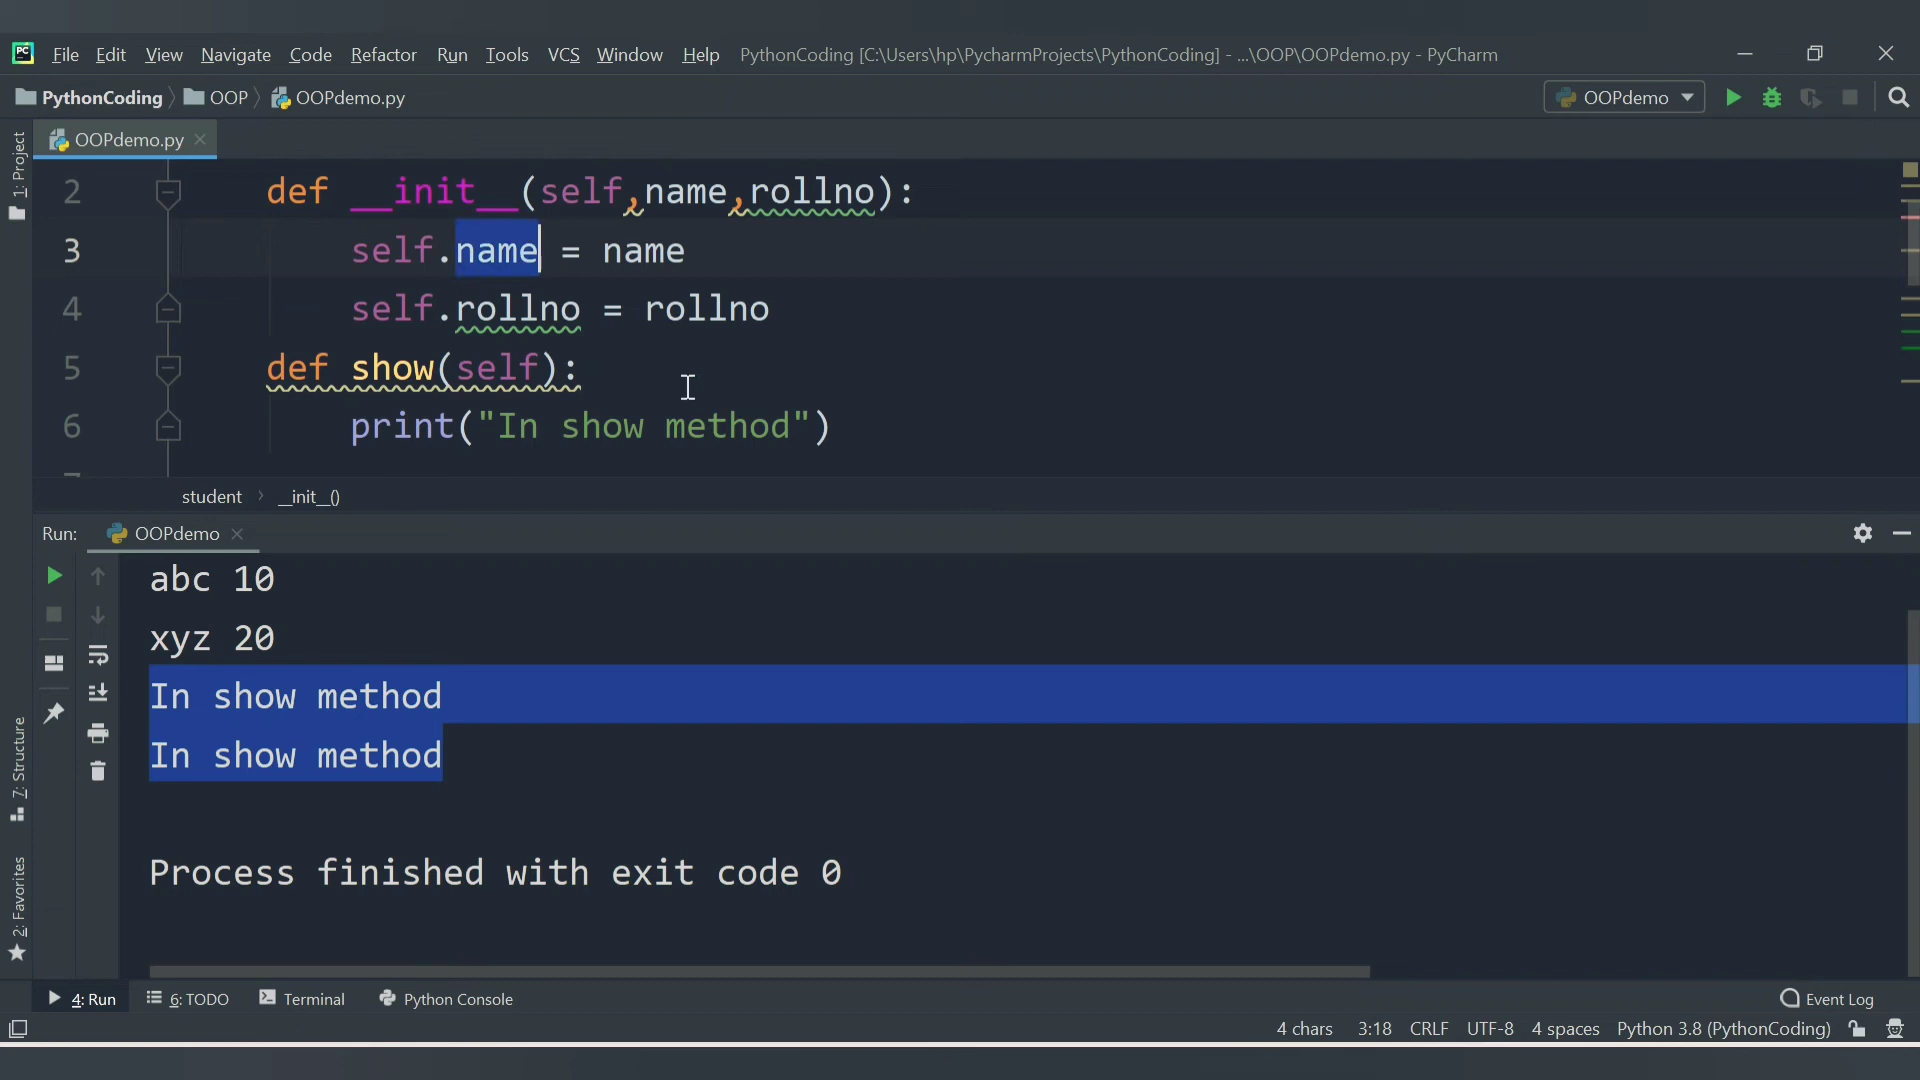 PC File Edit View Navigate Code Refactor Run Tools VCS Window Help PythonCoding [C:\Users\hp\PycharmProjects\PythonCoding] - ...\OOP\OOPdemo.py - PyCharm
PythonCoding OOP OOPdemo.py OOPdemo
1: Project
OOPdemo.py
2 def __init__(self,name,rollno):
3 self.name = name
4 self.rollno = rollno
5 def show(self):
6 print("In show method")
student › __init__()
Run: OOPdemo
abc 10
xyz 20
In show method
In show method
Process finished with exit code 0
7: Structure
2: Favorites
4: Run 6: TODO Terminal Python Console Event Log
4 chars 3:18 CRLF UTF-8 4 spaces Python 3.8 (PythonCoding)